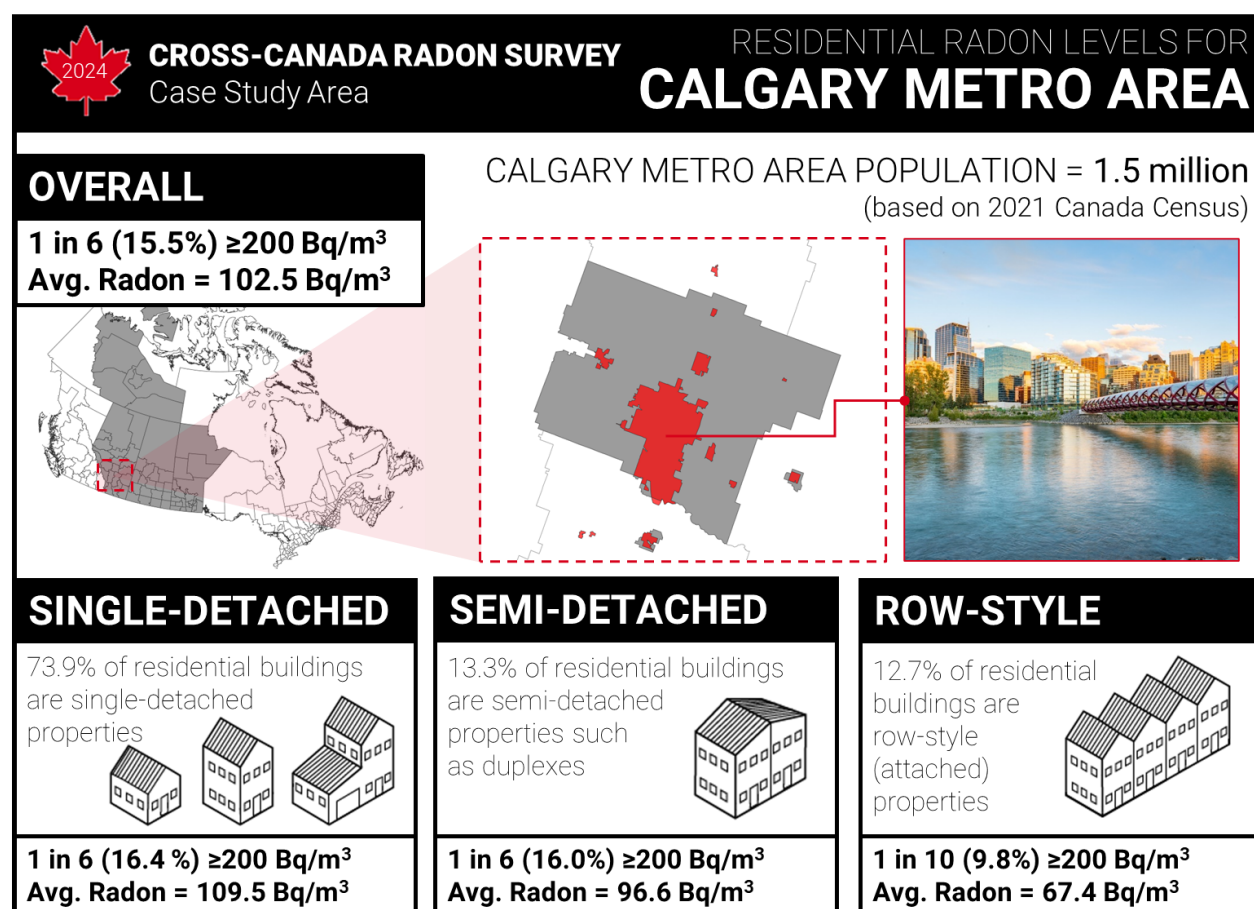 2024
CROSS-CANADA RADON SURVEY
Case Study Area
RESIDENTIAL RADON LEVELS FOR
CALGARY METRO AREA
OVERALL
1 in 6 (15.5%) ≥200 Bq/m³
Avg. Radon = 102.5 Bq/m³
CALGARY METRO AREA POPULATION = 1.5 million
(based on 2021 Canada Census)
SINGLE-DETACHED
73.9% of residential buildings
are single-detached
properties
1 in 6 (16.4 %) ≥200 Bq/m³
Avg. Radon = 109.5 Bq/m³
SEMI-DETACHED
13.3% of residential buildings
are semi-detached
properties such
as duplexes
1 in 6 (16.0%) ≥200 Bq/m³
Avg. Radon = 96.6 Bq/m³
ROW-STYLE
12.7% of residential
buildings are
row-style
(attached)
properties
1 in 10 (9.8%) ≥200 Bq/m³
Avg. Radon = 67.4 Bq/m³